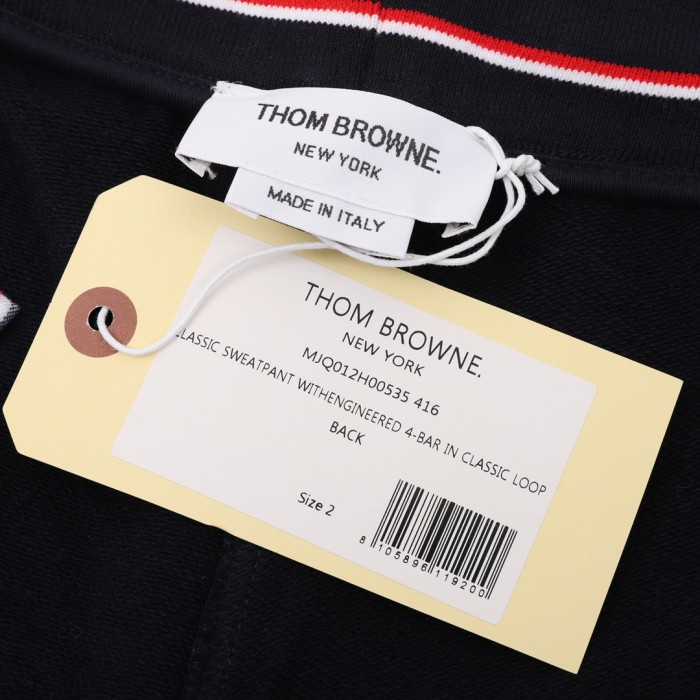 THOM BROWNE.
NEW YORK
MADE IN ITALY
THOM BROWNE.
NEW YORK
MJQ012H00535 416
CLASSIC SWEATPANT WITHENGINEERED 4-BAR IN CLASSIC LOOP
BACK
Size 2
8 105896 119200